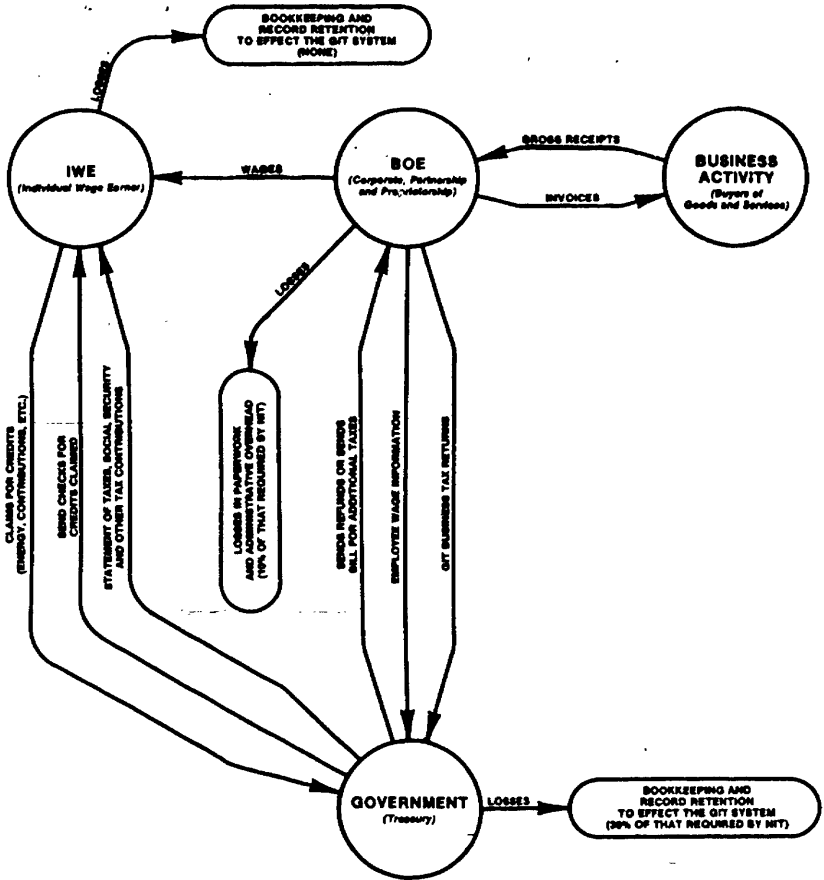 BOOKKEEPING AND
RECORD RETENTION
TO EFFECT THE G/T SYSTEM
(NONE)
LOSSES
IWE
(Individual Wage Earner)
WAGES
BOE
(Corporate, Partnership
and Proprietorship)
GROSS RECEIPTS
INVOICES
BUSINESS
ACTIVITY
(Buyers of
Goods and Services)
LOSSES
LOSSES IN PAPERWORK
AND ADMINISTRATIVE OVERHEAD
(10% OF THAT REQUIRED BY NIT)
CLAIMS FOR CREDITS
(ENERGY, CONTRIBUTIONS, ETC.)
SEND CHECKS FOR
CREDITS CLAIMED
STATEMENT OF TAXES, SOCIAL SECURITY
AND OTHER TAX CONTRIBUTIONS
SENDS REFUNDS OR SENDS
BILL FOR ADDITIONAL TAXES
EMPLOYEE WAGE INFORMATION
G/T BUSINESS TAX RETURNS
GOVERNMENT
(Treasury)
LOSSES
BOOKKEEPING AND
RECORD RETENTION
TO EFFECT THE G/T SYSTEM
OF THAT REQUIRED BY NIT)